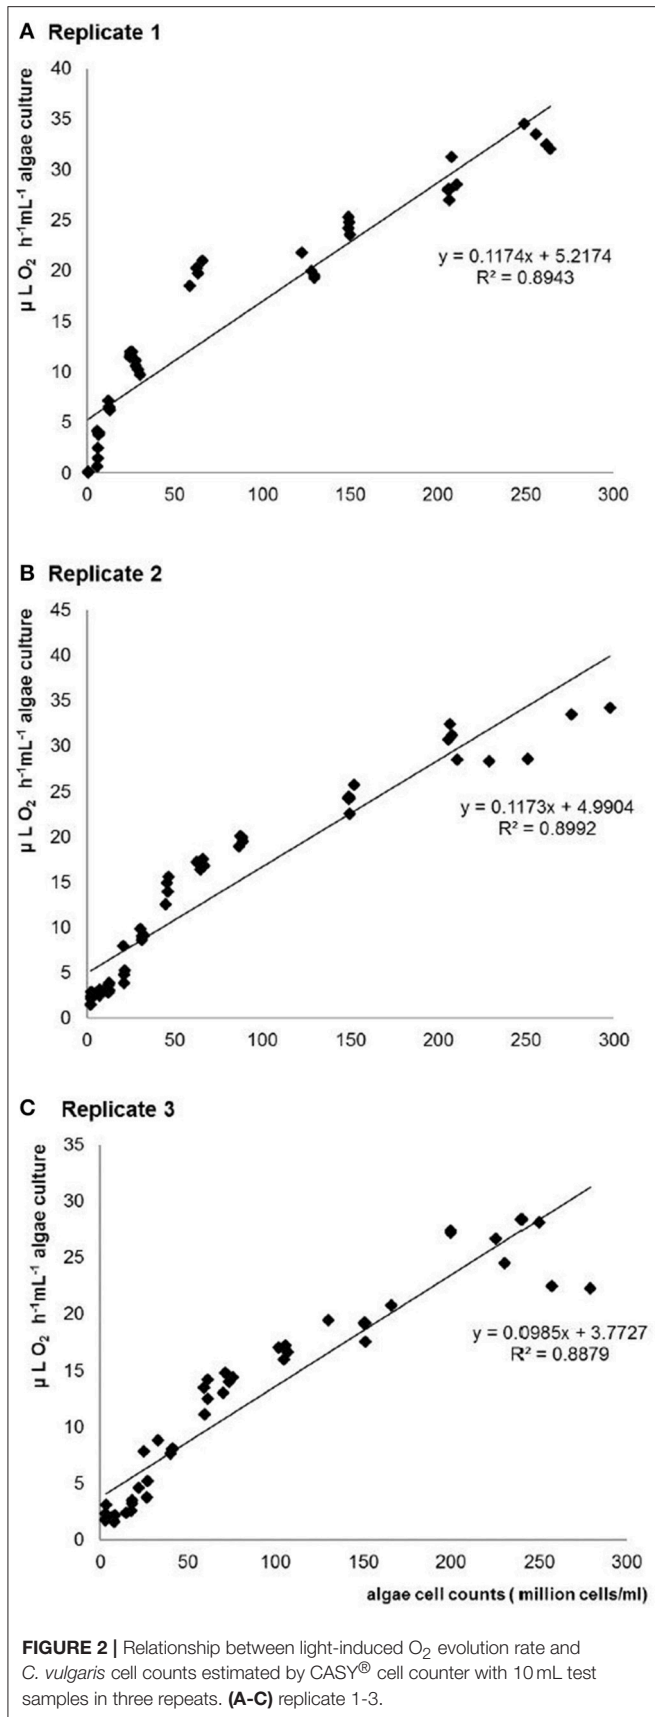 A Replicate 1
µ L O₂ h⁻¹mL⁻¹ algae culture
40
35
30
25
20
15
10
5
0
y = 0.1174x + 5.2174
R² = 0.8943
0 50 100 150 200 250 300
B Replicate 2
µ L O₂ h⁻¹mL⁻¹ algae culture
45
40
35
30
25
20
15
10
5
0
y = 0.1173x + 4.9904
R² = 0.8992
0 50 100 150 200 250 300
C Replicate 3
µ L O₂ h⁻¹mL⁻¹ algae culture
35
30
25
20
15
10
5
0
y = 0.0985x + 3.7727
R² = 0.8879
0 50 100 150 200 250 300
algae cell counts ( million cells/ml)
FIGURE 2 | Relationship between light-induced O₂ evolution rate and
C. vulgaris cell counts estimated by CASY® cell counter with 10 mL test
samples in three repeats. (A-C) replicate 1-3.